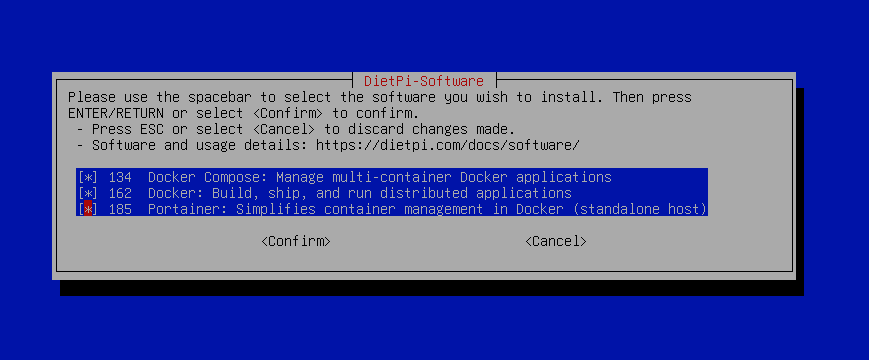 DietPi-Software
Please use the spacebar to select the software you wish to install. Then press
ENTER/RETURN or select <Confirm> to confirm.
- Press ESC or select <Cancel> to discard changes made.
- Software and usage details: https://dietpi.com/docs/software/
[*] 134 Docker Compose: Manage multi-container Docker applications
[*] 162 Docker: Build, ship, and run distributed applications
[*] 185 Portainer: Simplifies container management in Docker (standalone host)
<Confirm> <Cancel>